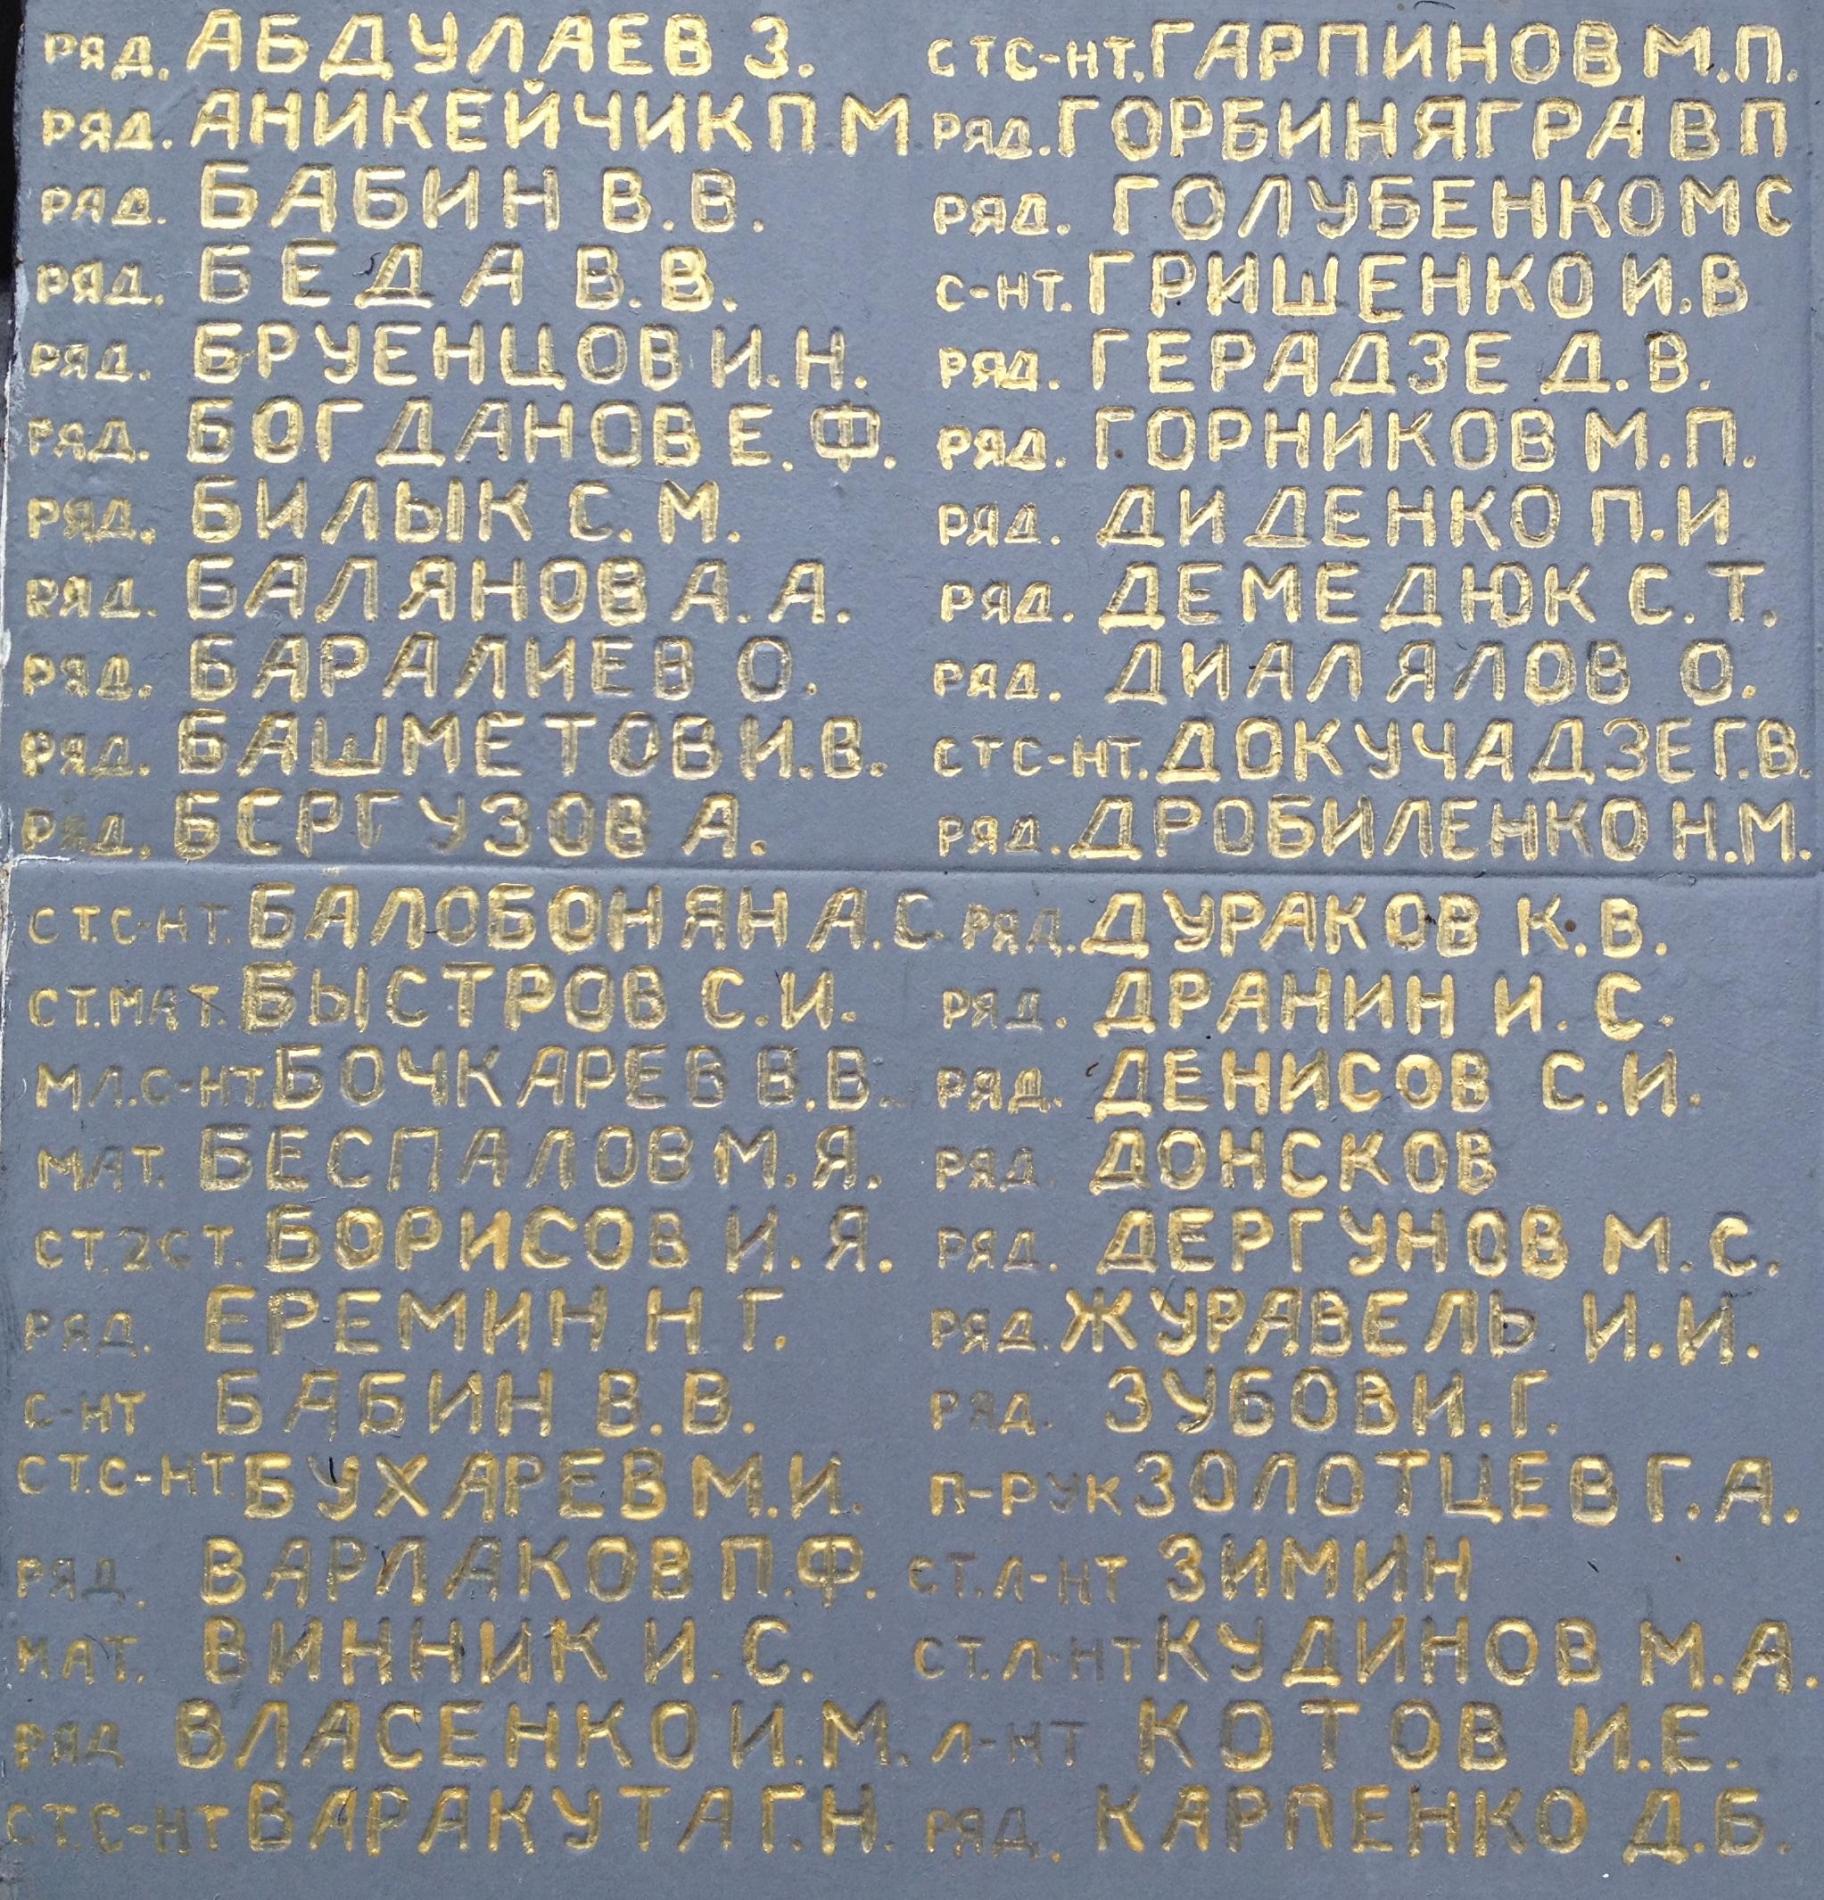 ряд. АБДУЛАЕВ З.
ряд. АНИКЕЙЧИК П М
ряд. БАБИН В.В.
ряд. БЕДА В.В.
ряд. БРУЕНЦОВ И.Н.
ряд. БОГДАНОВ Е.Ф.
ряд. БИЛЫК С.М.
ряд. БАЛЯНОВ А.А.
ряд. БАРАЛИЕВ О.
ряд. БАШМЕТОВ И.В.
ряд. БСРГУЗОВ А.
СТ.С-НТ. БАЛОБОНЯН А.С.
СТ.МАТ. БЫСТРОВ С.И.
МЛ.С-НТ. БОЧКАРЕВ В.В.
МАТ. БЕСПАЛОВ М.Я.
СТ.2СТ. БОРИСОВ И.Я.
РЯД. ЕРЕМИН Н Г.
С-НТ БАБИН В.В.
СТ.С-НТ. БУХАРЕВ М.И.
РЯД. ВАРЛАКОВ П.Ф.
МАТ. ВИННИК И.С.
РЯД ВЛАСЕНКО И.М.
СТ.С-НТ ВАРАКУТА Г.Н.
СТС-НТ. ГАРПИНОВ М.П.
ряд. ГОРБИНЯГРА В П
ряд. ГОЛУБЕНКО М С
С-НТ. ГРИШЕНКО И.В
ряд. ГЕРАДЗЕ Д.В.
ряд. ГОРНИКОВ М.П.
ряд. ДИДЕНКО П.И
ряд. ДЕМЕДЮК С.Т.
ряд. ДИАЛЯЛОВ О.
СТС-НТ. ДОКУЧАДЗЕ Г.В.
ряд. ДРОБИЛЕНКО Н.М.
ряд. ДУРАКОВ К.В.
ряд. ДРАНИН И.С.
ряд. ДЕНИСОВ С.И.
ряд ДОНСКОВ
ряд. ДЕРГУНОВ М.С.
ряд. ЖУРАВЕЛЬ И.И.
ряд. ЗУБОВ И.Г.
П-РУК ЗОЛОТЦЕВ Г.А.
СТ.Л-НТ ЗИМИН
СТ.Л-НТ КУДИНОВ М.А.
Л-НТ КОТОВ И.Е.
РЯД. КАРПЕНКО Д.Б.